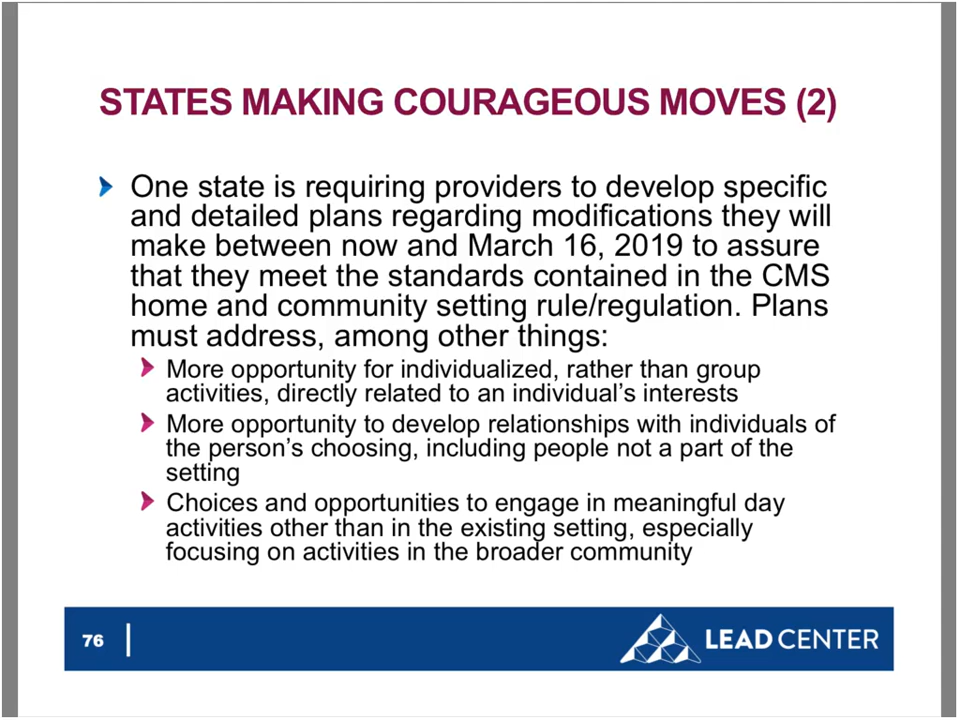 STATES MAKING COURAGEOUS MOVES (2)
One state is requiring providers to develop specific
and detailed plans regarding modifications they will
make between now and March 16, 2019 to assure
that they meet the standards contained in the CMS
home and community setting rule/regulation. Plans
must address, among other things:
More opportunity for individualized, rather than group
activities, directly related to an individual's interests
More opportunity to develop relationships with individuals of
the person's choosing, including people not a part of the
setting
Choices and opportunities to engage in meaningful day
activities other than in the existing setting, especially
focusing on activities in the broader community
76
LEAD CENTER